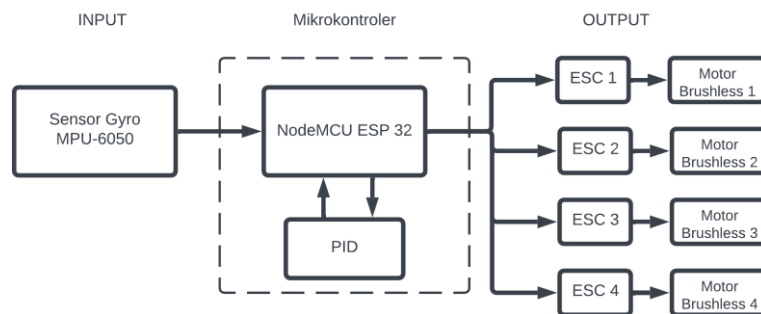 INPUT
Mikrokontroler
OUTPUT
Sensor Gyro
MPU-6050
NodeMCU ESP 32
PID
ESC 1
Motor
Brushless 1
ESC 2
Motor
Brushless 2
ESC 3
Motor
Brushless 3
ESC 4
Motor
Brushless 4